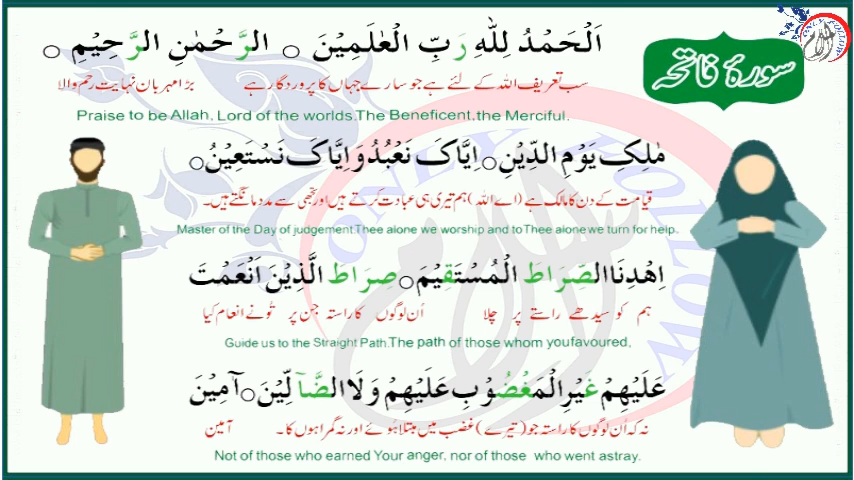 سورۂ فاتحہ
اَلْحَمْدُ لِلّٰهِ رَبِّ الْعٰلَمِيْنَ ○ الرَّحْمٰنِ الرَّحِيْمِ ○
سب تعریف اللہ کے لئے ہے جو سارے جہاں کا پروردگار ہے بڑا مہربان نہایت رحم والا
Praise to be Allah, Lord of the worlds.The Beneficent,the Merciful.
مٰلِكِ يَوْمِ الدِّيْنِ○اِيَّاكَ نَعْبُدُ وَاِيَّاكَ نَسْتَعِيْنُ○
قیامت کے دن کا مالک ہے (اے اللہ) ہم تیری ہی عبادت کرتے ہیں اور تجھی سے مدد مانگتے ہیں۔
Master of the Day of judgement.Thee alone we worship and to Thee alone we turn for help.
اِهْدِنَا الصِّرَاطَ الْمُسْتَقِيْمَ○صِرَاطَ الَّذِيْنَ اَنْعَمْتَ
ہم کو سیدھے راستے پر چلا اُن لوگوں کا راستہ جن پر تُو نے انعام کیا
Guide us to the Straight Path.The path of those whom you favoured,
عَلَيْهِمْ غَيْرِ الْمَغْضُوْبِ عَلَيْهِمْ وَلَا الضَّآلِّيْنَ○آمِيْنَ
نہ کہ اُن لوگوں کا راستہ جو (تیرے) غضب میں مبتلا ہوئے اور نہ گمراہوں کا۔ آمین
Not of those who earned Your anger, nor of those who went astray.